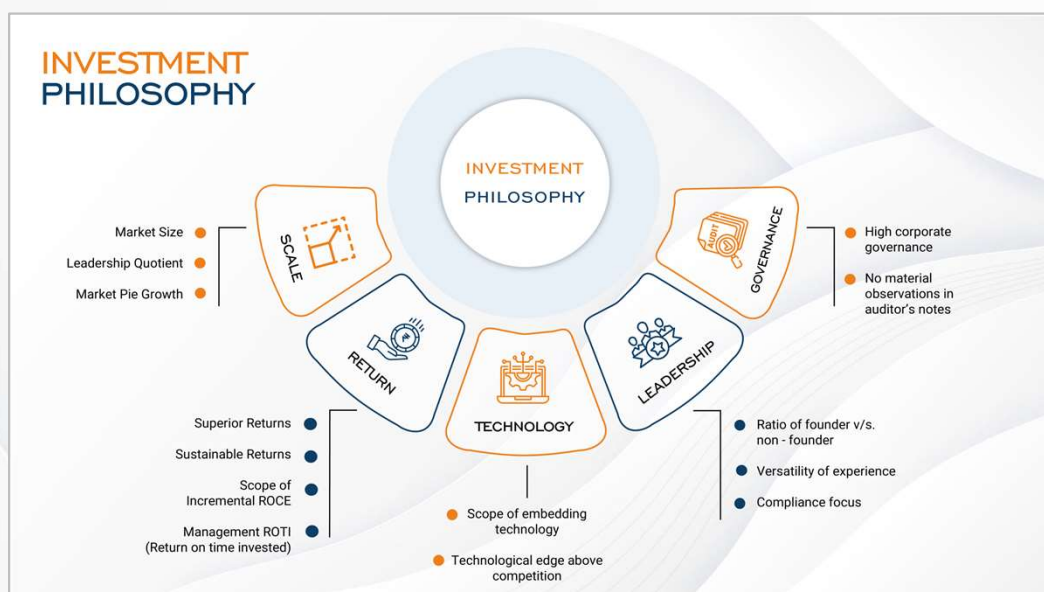 INVESTMENT
PHILOSOPHY
INVESTMENT
PHILOSOPHY
SCALE
Market Size
Leadership Quotient
Market Pie Growth
RETURN
Superior Returns
Sustainable Returns
Scope of
Incremental ROCE
Management ROTI
(Return on time invested)
TECHNOLOGY
Scope of embedding
technology
Technological edge above
competition
LEADERSHIP
Ratio of founder v/s.
non - founder
Versatility of experience
Compliance focus
AUDIT
GOVERNANCE
High corporate
governance
No material
observations in
auditor's notes